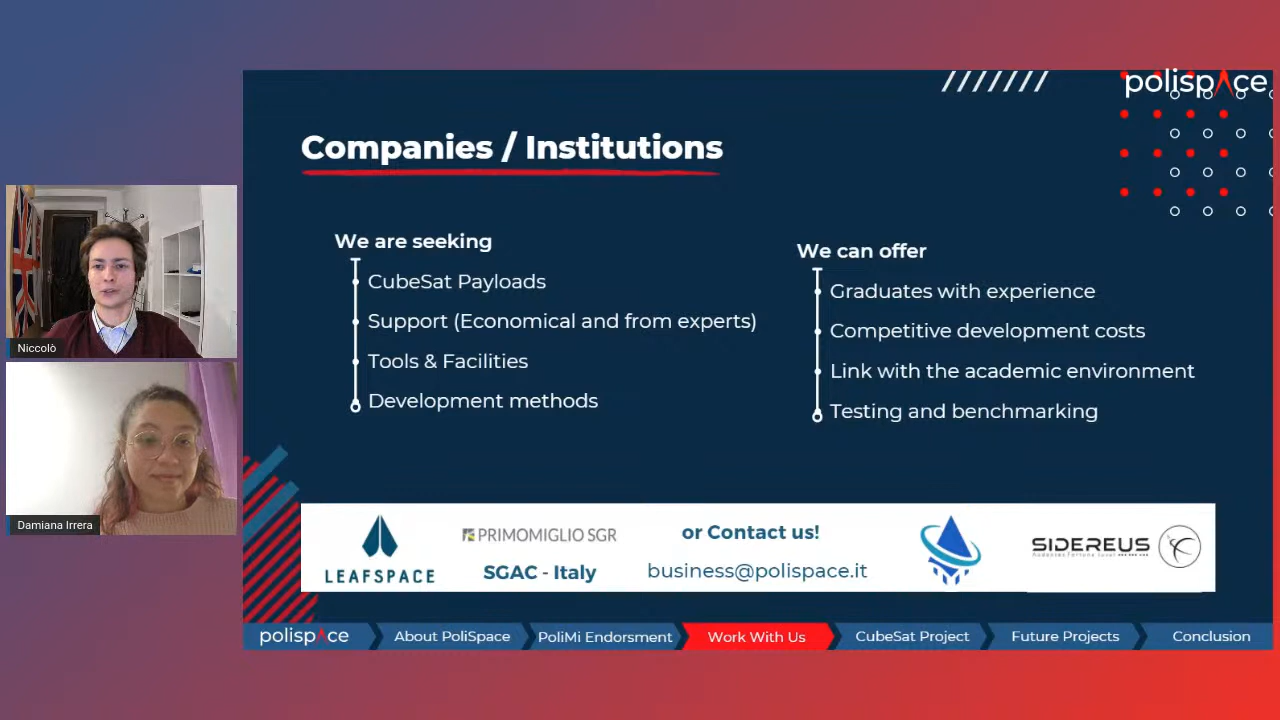 polispace
Companies / Institutions
We are seeking
CubeSat Payloads
Support (Economical and from experts)
Tools & Facilities
Development methods
We can offer
Graduates with experience
Competitive development costs
Link with the academic environment
Testing and benchmarking
Niccolò
Damiana Irrera
LEAFSPACE
PRIMOMIGLIO SGR
SGAC - Italy
or Contact us!
business@polispace.it
SIDEREUS
polispace
About PoliSpace
PoliMi Endorsment
Work With Us
CubeSat Project
Future Projects
Conclusion